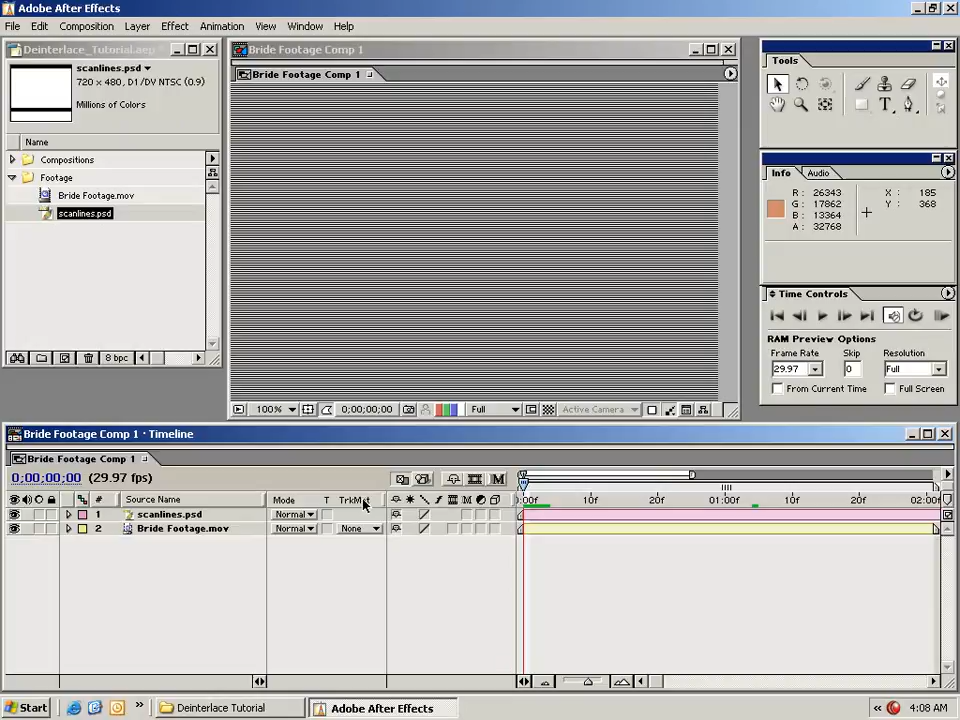 Adobe After Effects
File Edit Composition Layer Effect Animation View Window Help
Deinterlace_Tutorial.aep
scanlines.psd
720 x 480, D1/DV NTSC (0.9)
Millions of Colors
Name
Compositions
Footage
Bride Footage.mov
scanlines.psd
8 bpc
Bride Footage Comp 1
Bride Footage Comp 1
100% 0;00;00;00 Full Active Camera
Tools
T
Info Audio
R : 26343 X : 185
G : 17862 Y : 368
B : 13364
A : 32768
Time Controls
RAM Preview Options
Frame Rate Skip Resolution
29.97 0 Full
From Current Time Full Screen
Bride Footage Comp 1 · Timeline
Bride Footage Comp 1
0;00;00;00 (29.97 fps)
# Source Name Mode T TrkMat 0:00f 10f 20f 01:00f 10f 20f 02:00f
1 scanlines.psd Normal
2 Bride Footage.mov Normal None
Start Deinterlace Tutorial Adobe After Effects 4:08 AM